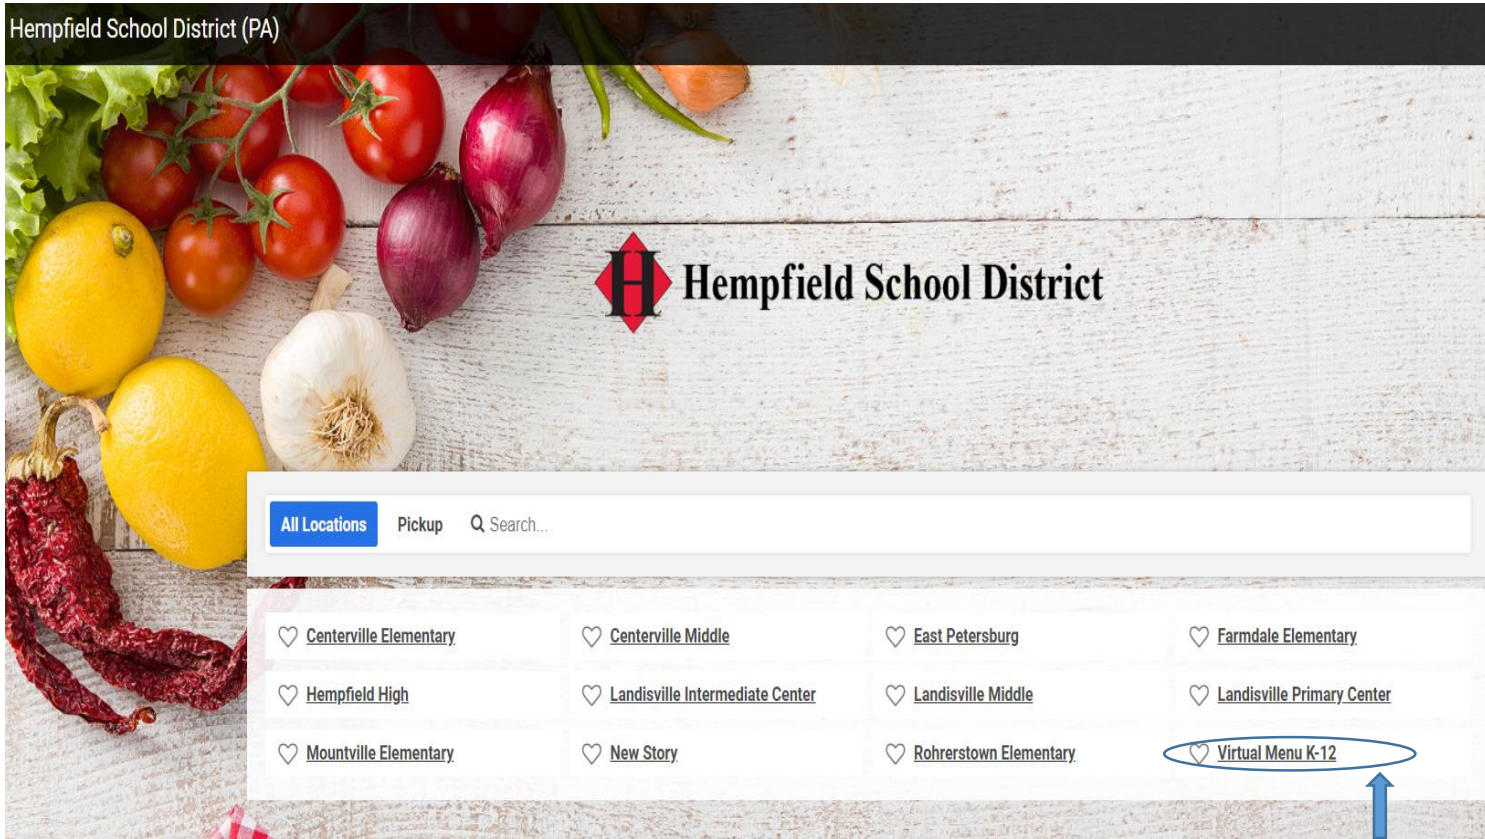 Hempfield School District (PA)
H Hempfield School District
All Locations Pickup Search...
Centerville Elementary Centerville Middle East Petersburg Farmdale Elementary
Hempfield High Landisville Intermediate Center Landisville Middle Landisville Primary Center
Mountville Elementary New Story Rohrerstown Elementary Virtual Menu K-12